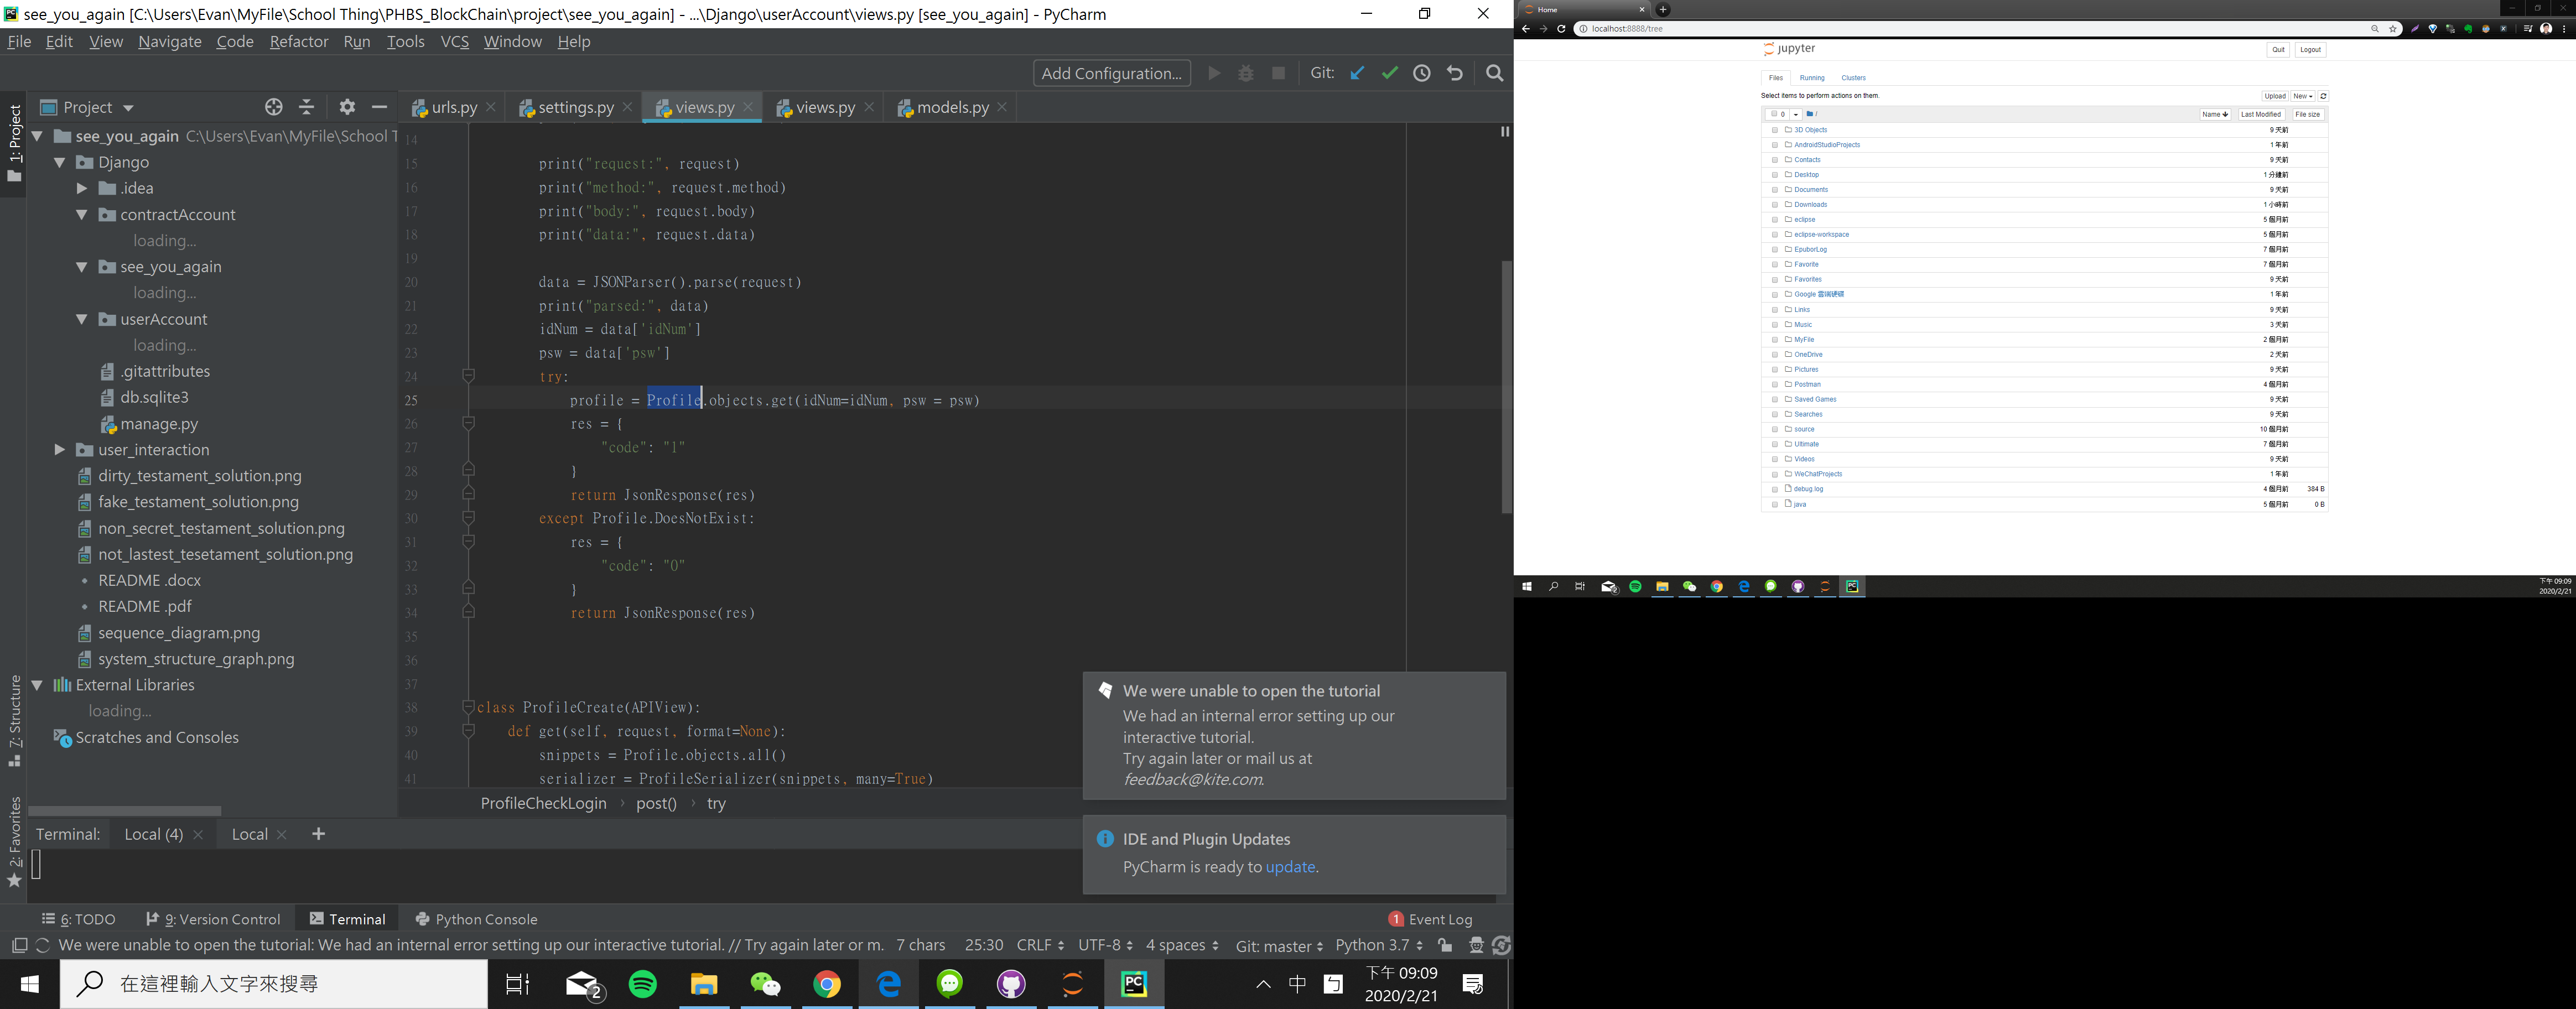 see_you_again [C:\Users\Evan\MyFile\School Thing\PHBS_BlockChain\project\see_you_again] - ...\Django\userAccount\views.py [see_you_again] - PyCharm
File Edit View Navigate Code Refactor Run Tools VCS Window Help
Add Configuration... Git:
Project
urls.py settings.py views.py views.py models.py
1: Project
7: Structure
2: Favorites
see_you_again C:\Users\Evan\MyFile\School T
Django
.idea
contractAccount
loading...
see_you_again
loading...
userAccount
loading...
.gitattributes
db.sqlite3
manage.py
user_interaction
dirty_testament_solution.png
fake_testament_solution.png
non_secret_testament_solution.png
not_lastest_tesetament_solution.png
README .docx
README .pdf
sequence_diagram.png
system_structure_graph.png
External Libraries
loading...
Scratches and Consoles
14
15 print("request:", request)
16 print("method:", request.method)
17 print("body:", request.body)
18 print("data:", request.data)
19
20 data = JSONParser().parse(request)
21 print("parsed:", data)
22 idNum = data['idNum']
23 psw = data['psw']
24 try:
25 profile = Profile.objects.get(idNum=idNum, psw = psw)
26 res = {
27 "code": "1"
28 }
29 return JsonResponse(res)
30 except Profile.DoesNotExist:
31 res = {
32 "code": "0"
33 }
34 return JsonResponse(res)
35
36
37
38 class ProfileCreate(APIView):
39 def get(self, request, format=None):
40 snippets = Profile.objects.all()
41 serializer = ProfileSerializer(snippets, many=True)
ProfileCheckLogin › post() › try
We were unable to open the tutorial
We had an internal error setting up our
interactive tutorial.
Try again later or mail us at
feedback@kite.com.
IDE and Plugin Updates
PyCharm is ready to update.
Terminal: Local (4) Local
6: TODO 9: Version Control Terminal Python Console 1 Event Log
We were unable to open the tutorial: We had an internal error setting up our interactive tutorial. // Try again later or m. 7 chars 25:30 CRLF UTF-8 4 spaces Git: master Python 3.7
在這裡輸入文字來搜尋
2
PC
中
下午 09:09
2020/2/21
Home
localhost:8888/tree
jupyter
Quit Logout
Files Running Clusters
Select items to perform actions on them.
Upload New
0 / Name Last Modified File size
3D Objects 9 天前
AndroidStudioProjects 1 年前
Contacts 9 天前
Desktop 1 分鐘前
Documents 9 天前
Downloads 1 小時前
eclipse 5 個月前
eclipse-workspace 5 個月前
EpuborLog 7 個月前
Favorite 7 個月前
Favorites 9 天前
Google 雲端硬碟 1 年前
Links 9 天前
Music 3 天前
MyFile 2 個月前
OneDrive 2 天前
Pictures 9 天前
Postman 4 個月前
Saved Games 9 天前
Searches 9 天前
source 10 個月前
Ultimate 7 個月前
Videos 9 天前
WeChatProjects 1 年前
debug.log 4 個月前 384 B
java 5 個月前 0 B
下午 09:09
2020/2/21